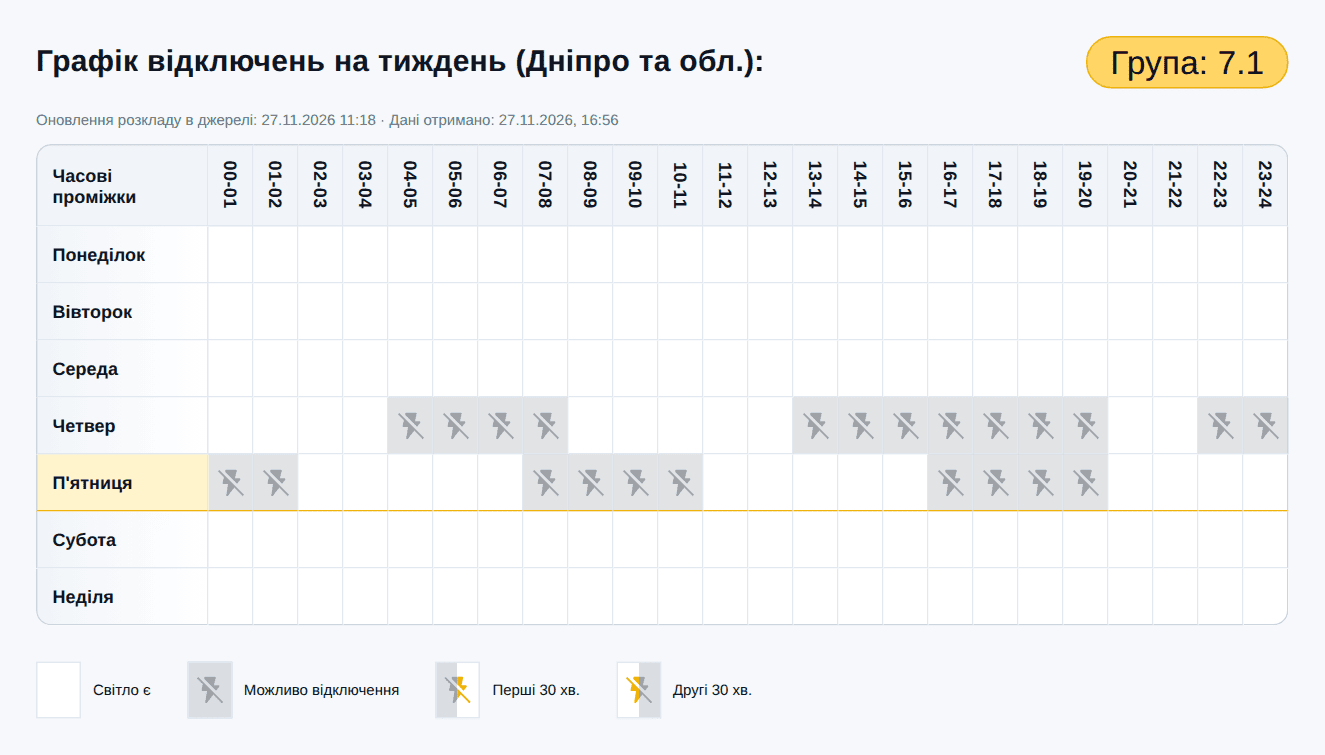 Графік відключень на тиждень (Дніпро та обл.):
Група: 7.1
Оновлення розкладу в джерелі: 27.11.2026 11:18 · Дані отримано: 27.11.2026, 16:56
Часові
проміжки
00-01
01-02
02-03
03-04
04-05
05-06
06-07
07-08
08-09
09-10
10-11
11-12
12-13
13-14
14-15
15-16
16-17
17-18
18-19
19-20
20-21
21-22
22-23
23-24
Понеділок
Вівторок
Середа
Четвер
П'ятниця
Субота
Неділя
Світло є
Можливо відключення
Перші 30 хв.
Другі 30 хв.